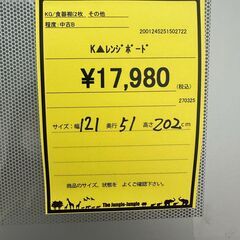 KG/食器棚(2枚 その他
程度:中古B 2001245251502722
K▲レンジボード
¥17,980(税込)
270325
サイズ:幅121 奥行51 高さ202cm
商品のサイズ、状態を よくご確認下さい。
The Jungle-Jungle